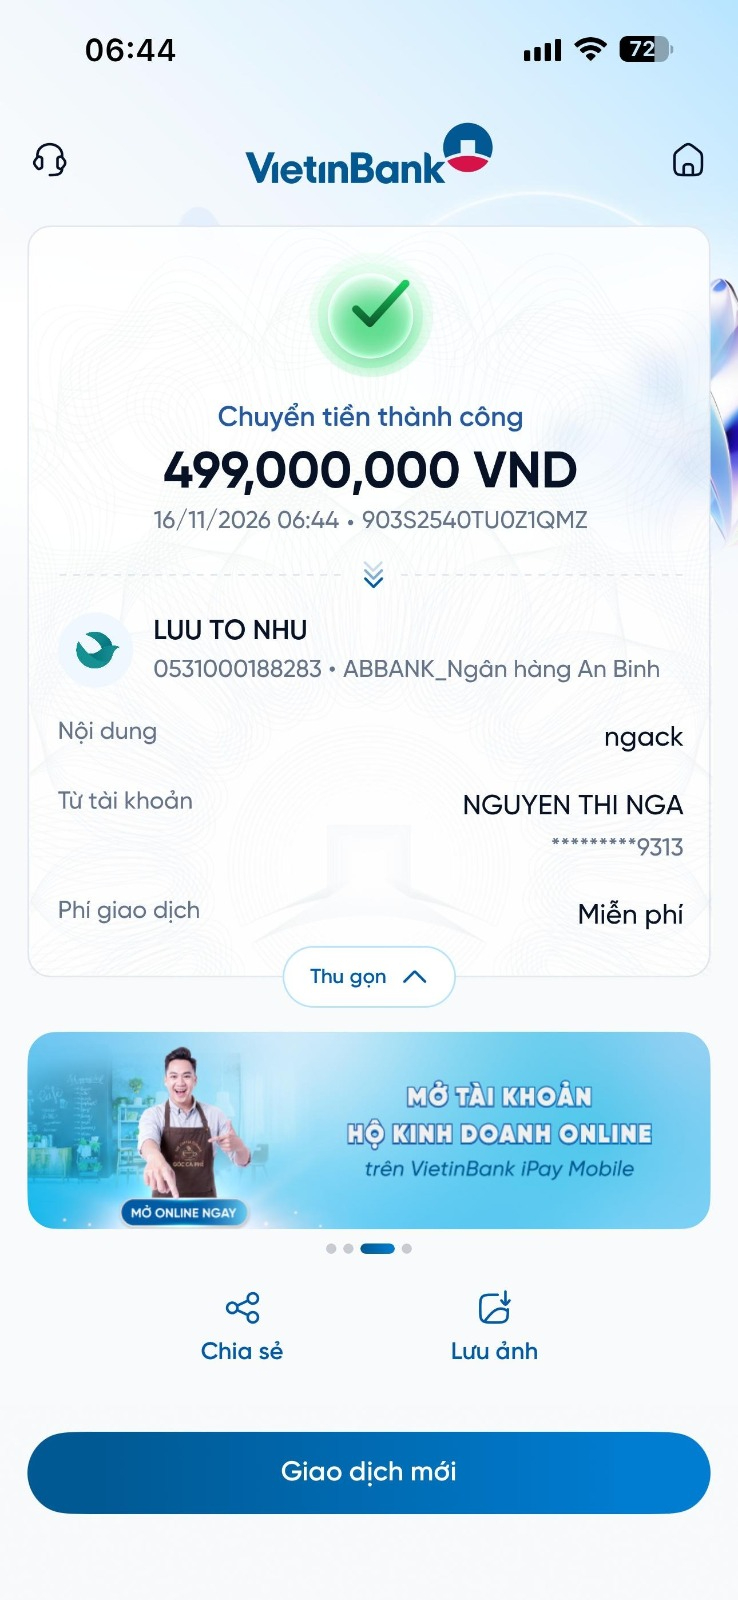 06:44
72
VietinBank
Chuyển tiền thành công
499,000,000 VND
16/11/2026 06:44 • 903S2540TU0Z1QMZ
LUU TO NHU
0531000188283 • ABBANK_Ngân hàng An Binh
Nội dung
ngack
Từ tài khoản
NGUYEN THI NGA
*********9313
Phí giao dịch
Miễn phí
Thu gọn
MỞ TÀI KHOẢN
HỘ KINH DOANH ONLINE
trên VietinBank iPay Mobile
GÓC CÀ PHÊ
MỞ ONLINE NGAY
Chia sẻ
Lưu ảnh
Giao dịch mới